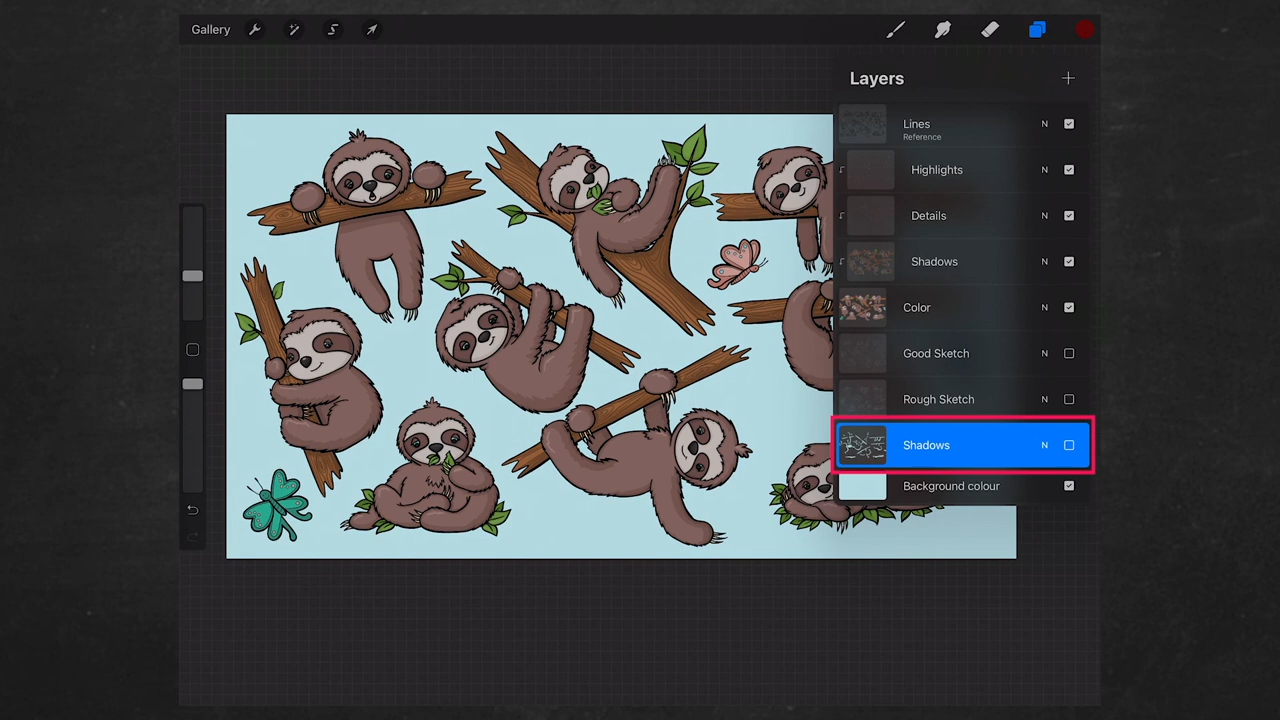 Gallery
Layers
Lines N
Reference
Highlights N
Details N
Shadows N
Color N
Good Sketch N
Rough Sketch N
Shadows N
Background colour